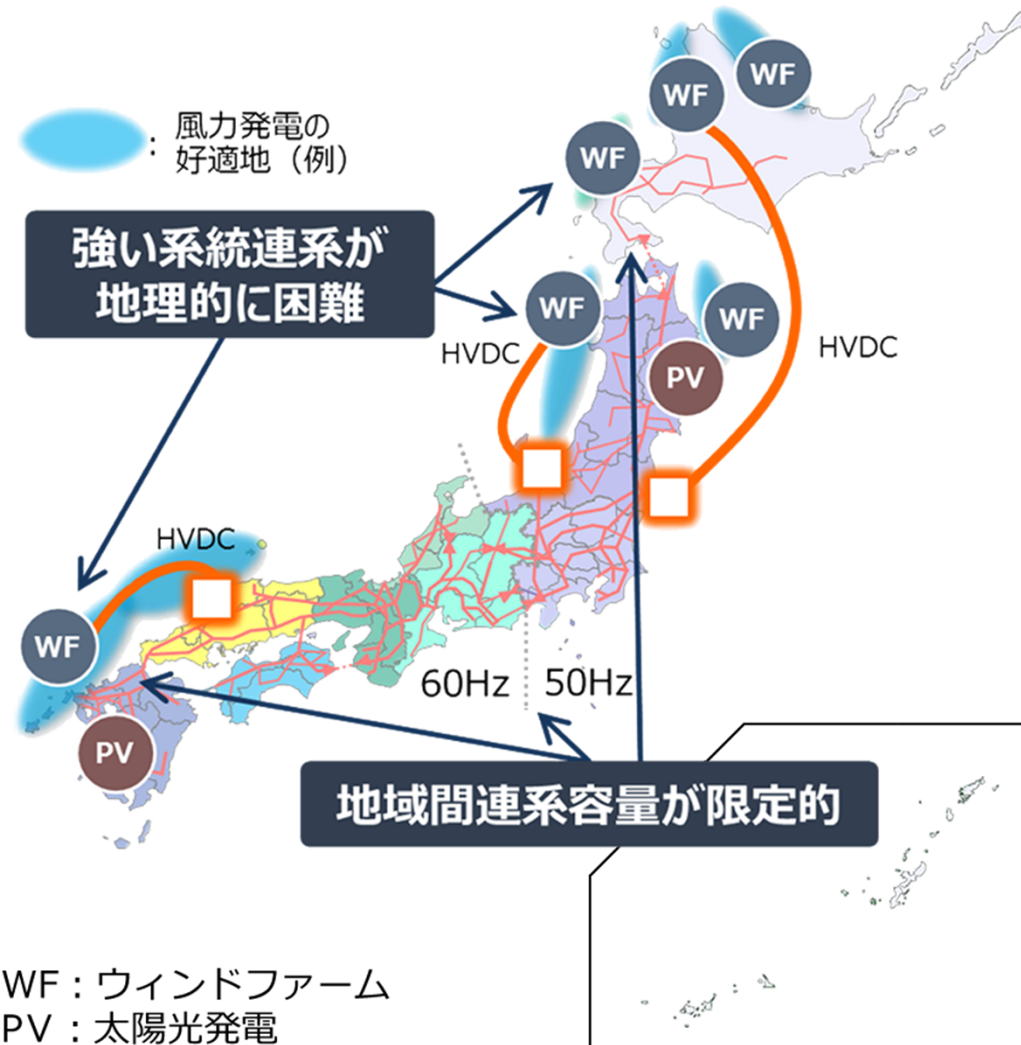 WF
WF
風力発電の
: 好適地（例）
WF
強い系統連系が
地理的に困難
WF
WF
HVDC
HVDC
PV
HVDC
WF
60Hz
50Hz
PV
地域間連系容量が限定的
WF：ウィンドファーム
PV：太陽光発電